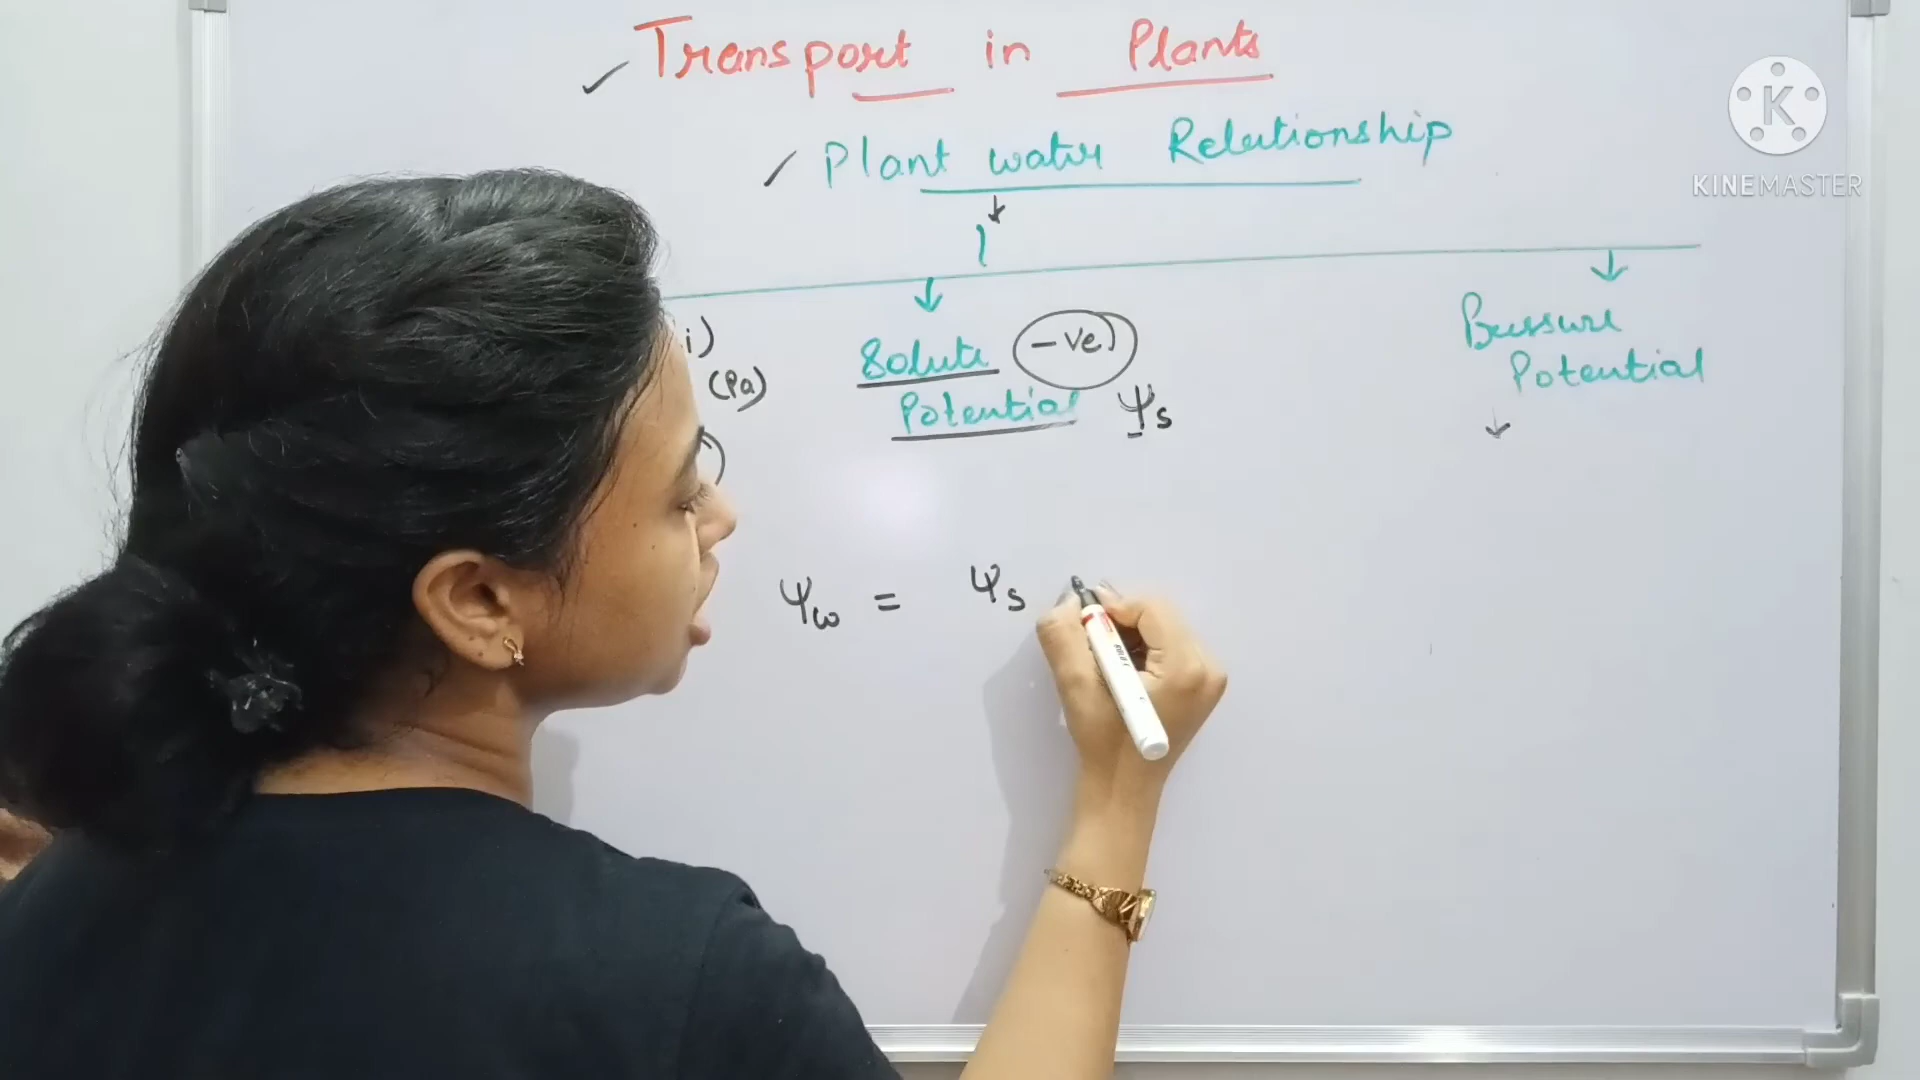 Transport in Plants
KINEMASTER
Plant water Relationship
i)
(Pa)
Solute -ve
Potential Ψs
Pressure
Potential
Ψw = Ψs